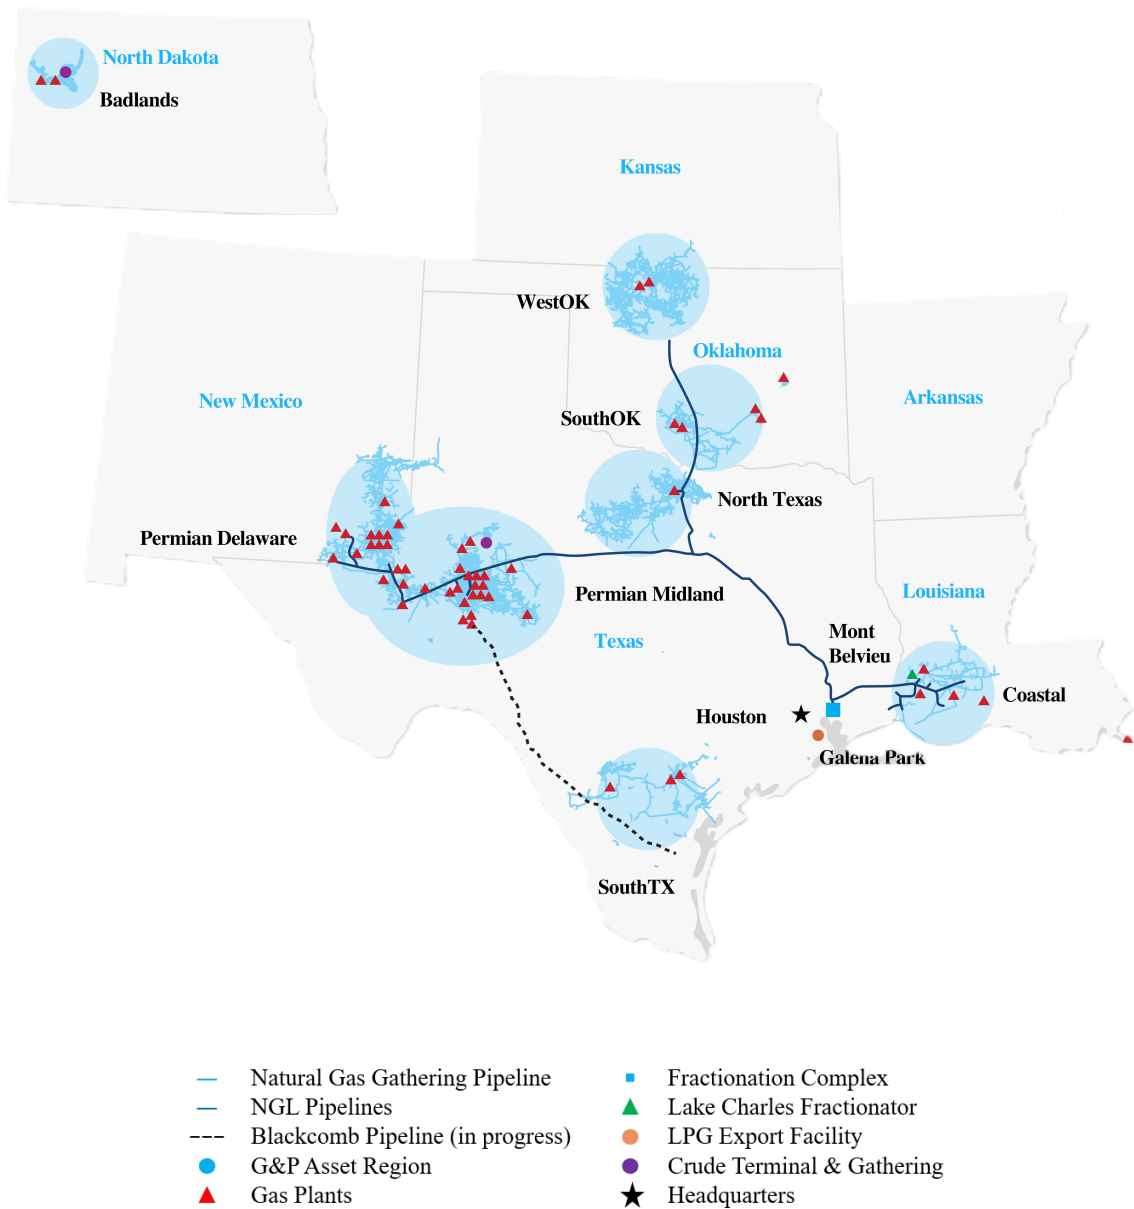 North Dakota
Badlands
Kansas
WestOK
Oklahoma
New Mexico
Arkansas
SouthOK
North Texas
Permian Delaware
Permian Midland
Louisiana
Texas
Mont
Belvieu
Coastal
Houston
Galena Park
SouthTX
Natural Gas Gathering Pipeline
NGL Pipelines
Blackcomb Pipeline (in progress)
G&P Asset Region
Gas Plants
Fractionation Complex
Lake Charles Fractionator
LPG Export Facility
Crude Terminal & Gathering
Headquarters